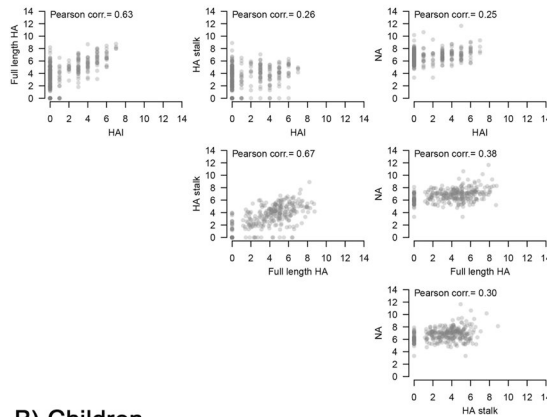 Pearson corr.= 0.63
Full length HA
14
12
10
8
6
4
2
0
0 2 4 6 8 10 12 14
HAI
Pearson corr.= 0.26
HA stalk
14
12
10
8
6
4
2
0
0 2 4 6 8 10 12 14
HAI
Pearson corr.= 0.25
NA
14
12
10
8
6
4
2
0
0 2 4 6 8 10 12 14
HAI
Pearson corr.= 0.67
HA stalk
14
12
10
8
6
4
2
0
0 2 4 6 8 10 12 14
Full length HA
Pearson corr.= 0.38
NA
14
12
10
8
6
4
2
0
0 2 4 6 8 10 12 14
Full length HA
Pearson corr.= 0.30
NA
14
12
10
8
6
4
2
0
0 2 4 6 8 10 12 14
HA stalk
B) Children